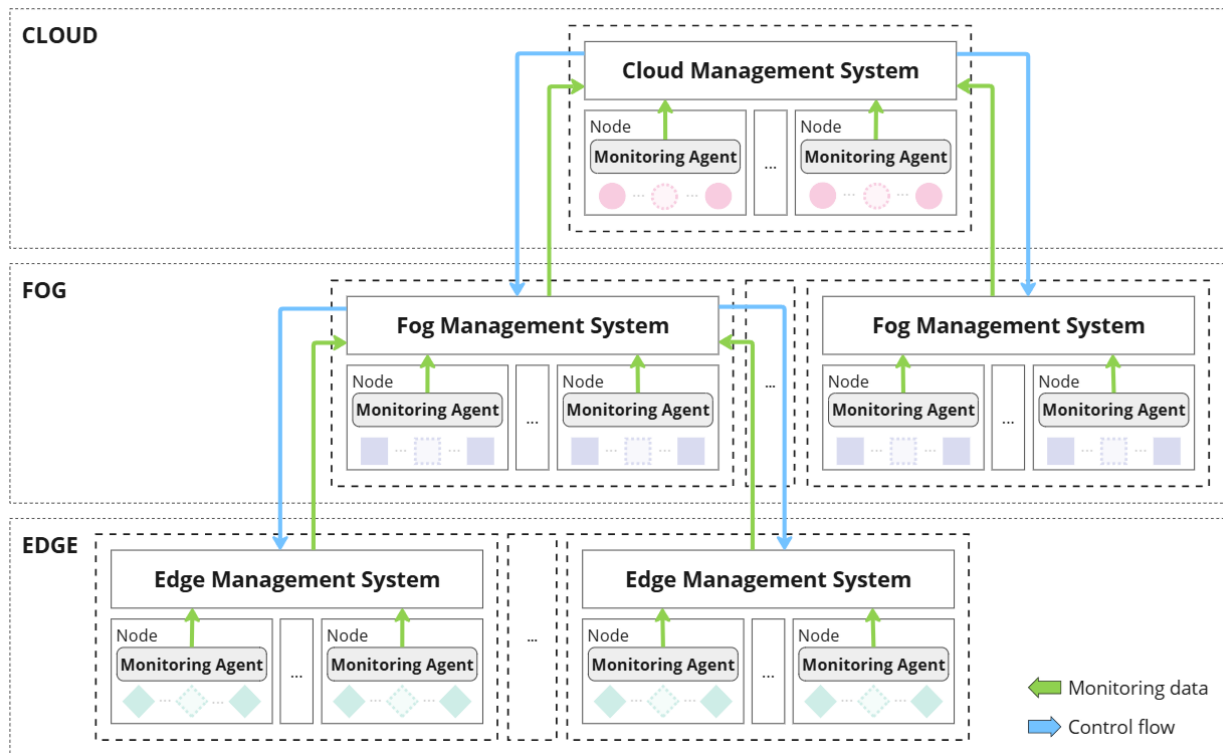 CLOUD
Cloud Management System
Node
Monitoring Agent
...
Node
Monitoring Agent
FOG
Fog Management System
Node
Monitoring Agent
...
Node
Monitoring Agent
...
Fog Management System
Node
Monitoring Agent
...
Node
Monitoring Agent
EDGE
Edge Management System
Node
Monitoring Agent
...
Node
Monitoring Agent
...
Edge Management System
Node
Monitoring Agent
...
Node
Monitoring Agent
Monitoring data
Control flow